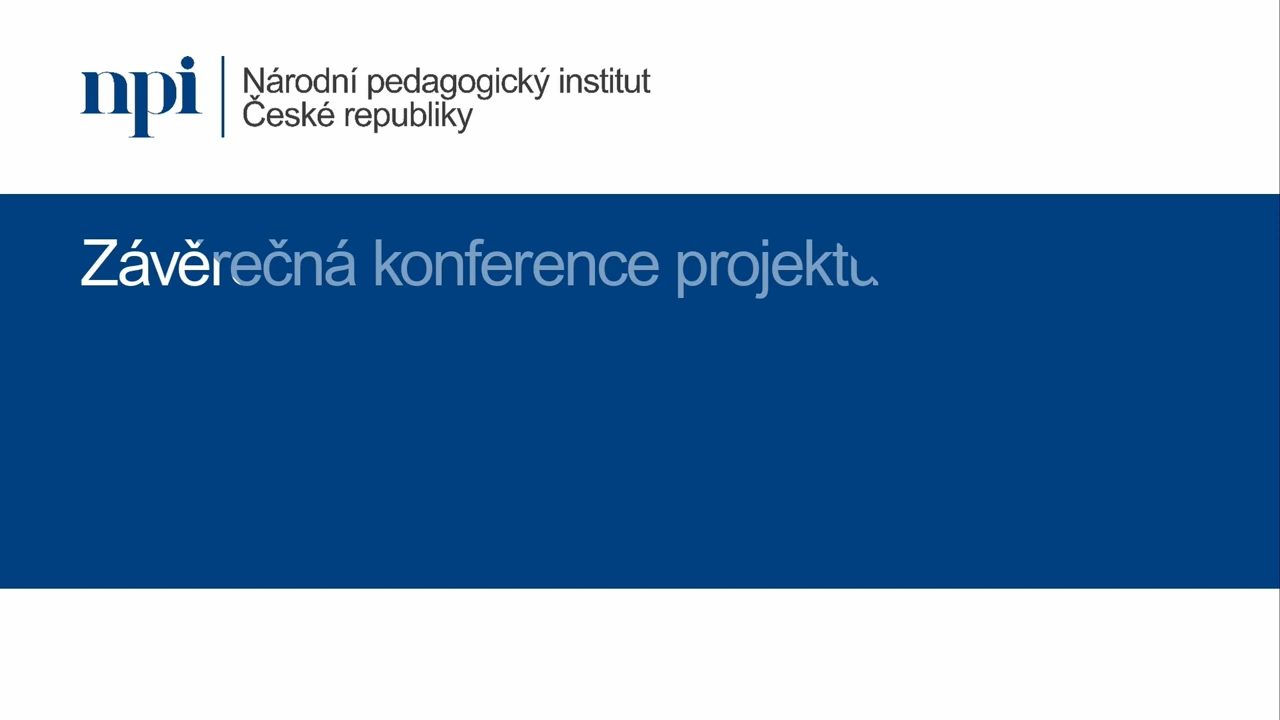 npi
Národní pedagogický institut
České republiky
Závěrečná konference projektu